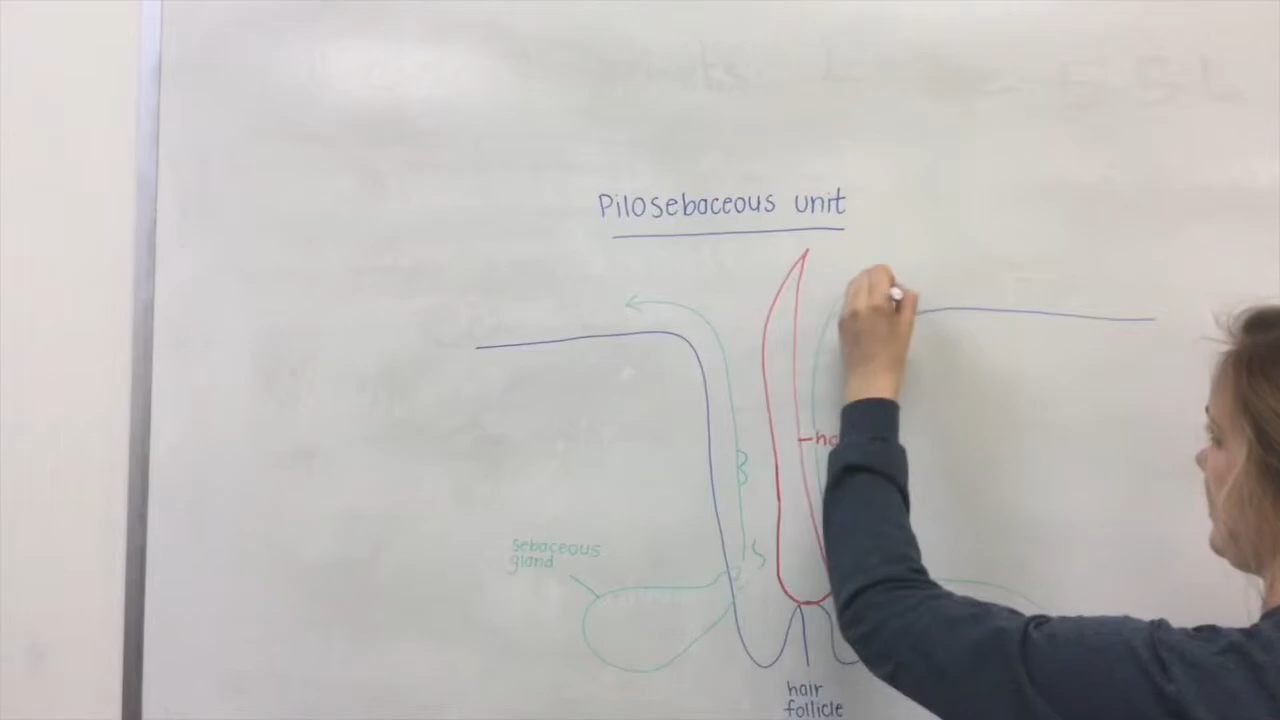 Pilosebaceous unit
sebaceous
gland
hair
follicle